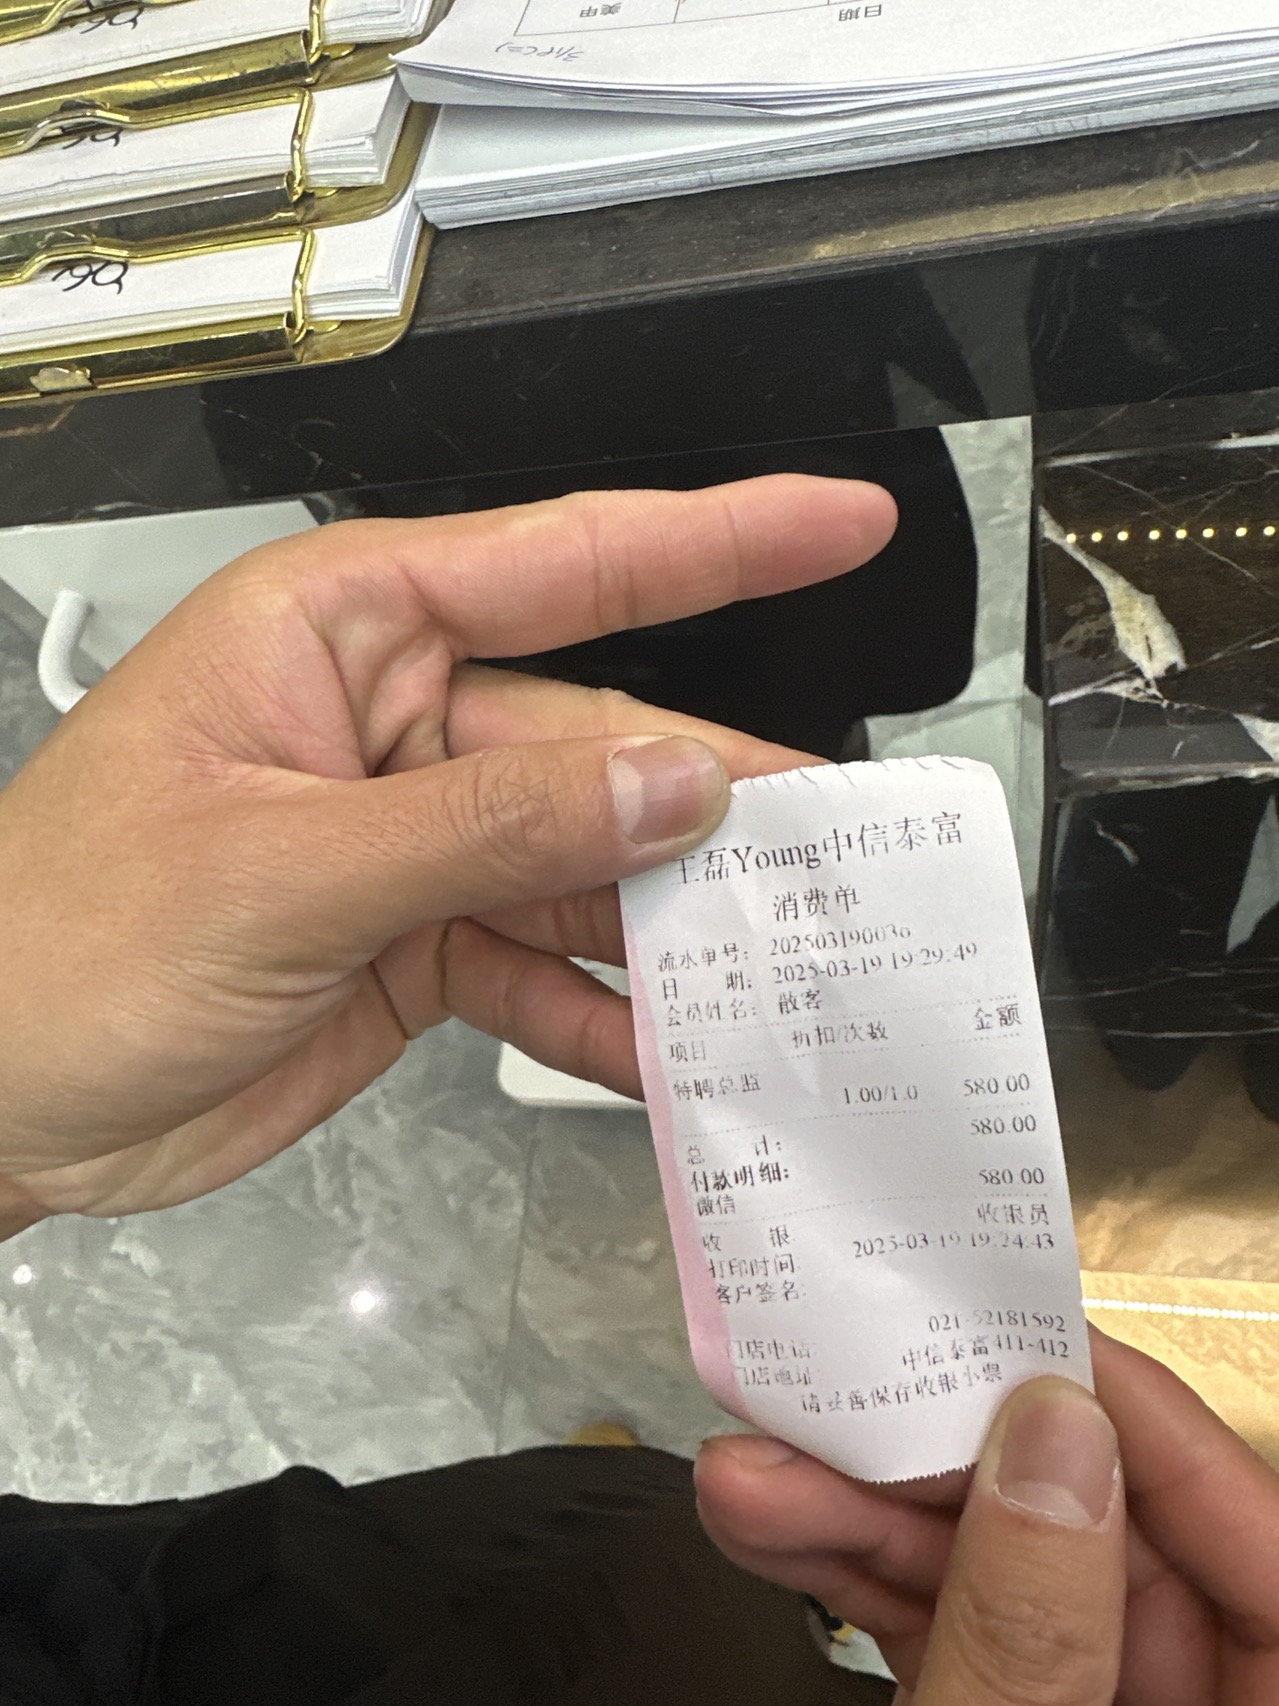 美甲
日期
王磊Young中信泰富
消费单
流水单号： 202503190036
日 期： 2025-03-19 19:29:49
会员姓名： 散客
项目 折扣/次数 金额
特聘总监
1.00/1.0 580.00
总 计： 580.00
付款明细：
微信 580.00
收 银 收银员
打印时间 2025-03-19 19:24:43
客户签名：
门店电话： 021-52181592
门店地址 中信泰富411-412
请妥善保存收银小票